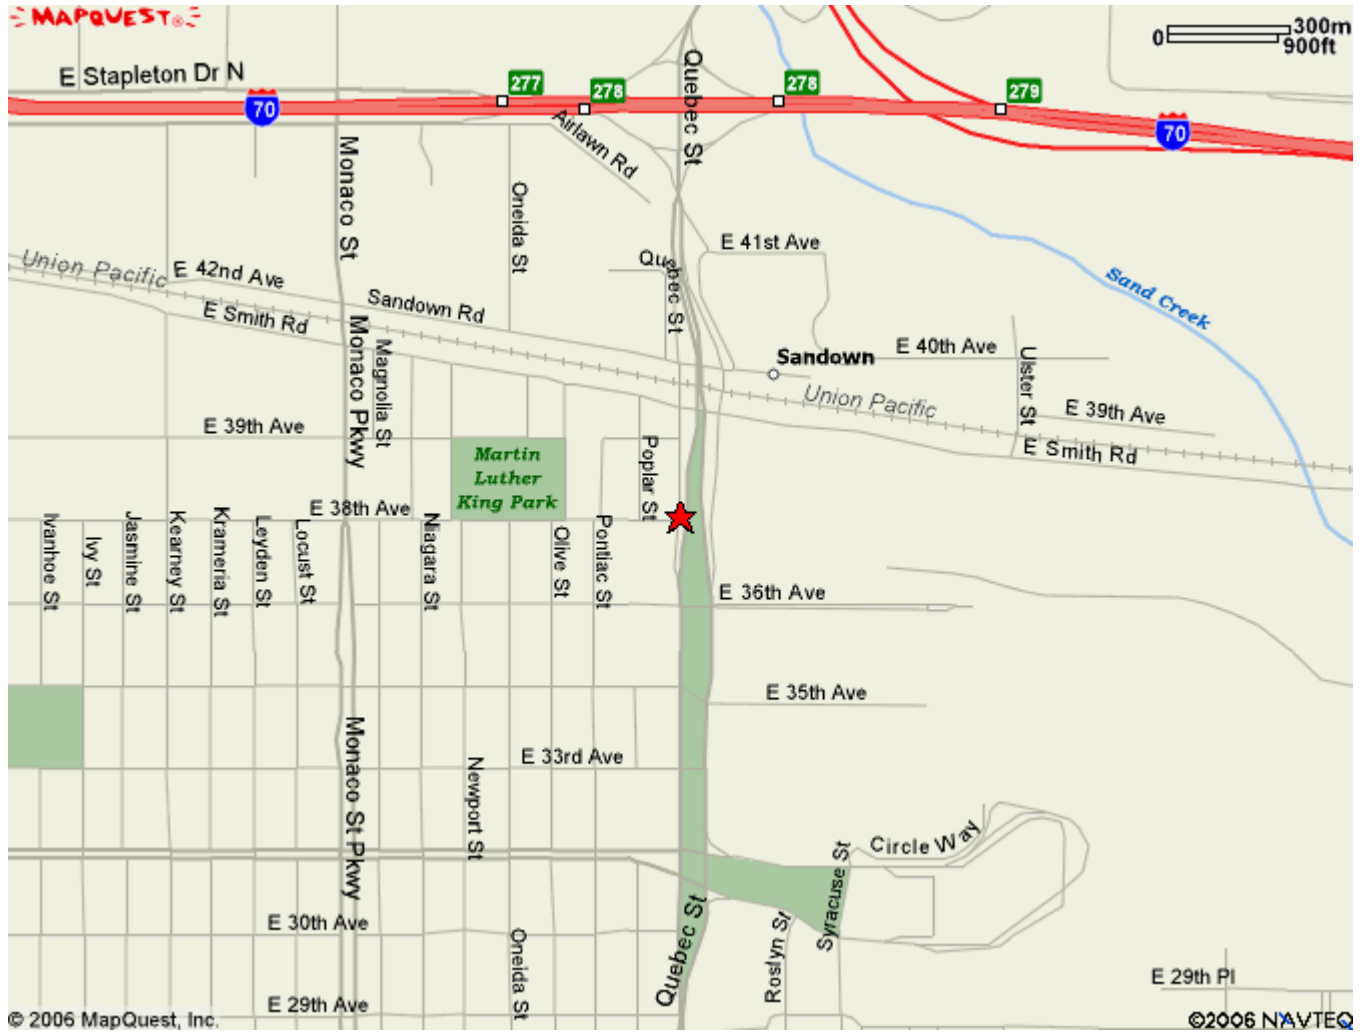 MAPQUEST®
300m
0
900ft
E Stapleton Dr N
277
278
278
279
70
70
Quebec St
Airlawn Rd
Monaco St
Oneida St
E 41st Ave
Union Pacific
E 42nd Ave
Quebec St
Sand Creek
Sandown Rd
E Smith Rd
Sandown
E 40th Ave
Ulster St
Monaco Pkwy
Magnolia St
Union Pacific
E 39th Ave
E 39th Ave
E Smith Rd
Martin
Luther
King Park
Poplar St
E 38th Ave
Ivanhoe St
Ivy St
Jasmine St
Kearney St
Krameria St
Leyden St
Locust St
Niagara St
Olive St
Pontiac St
E 36th Ave
E 35th Ave
Monaco St Pkwy
E 33rd Ave
Newport St
Circle Way
Syracuse St
Quebec St
E 30th Ave
Oneida St
Roslyn St
E 29th Pl
E 29th Ave
© 2006 MapQuest, Inc.
©2006 NAVTEQ